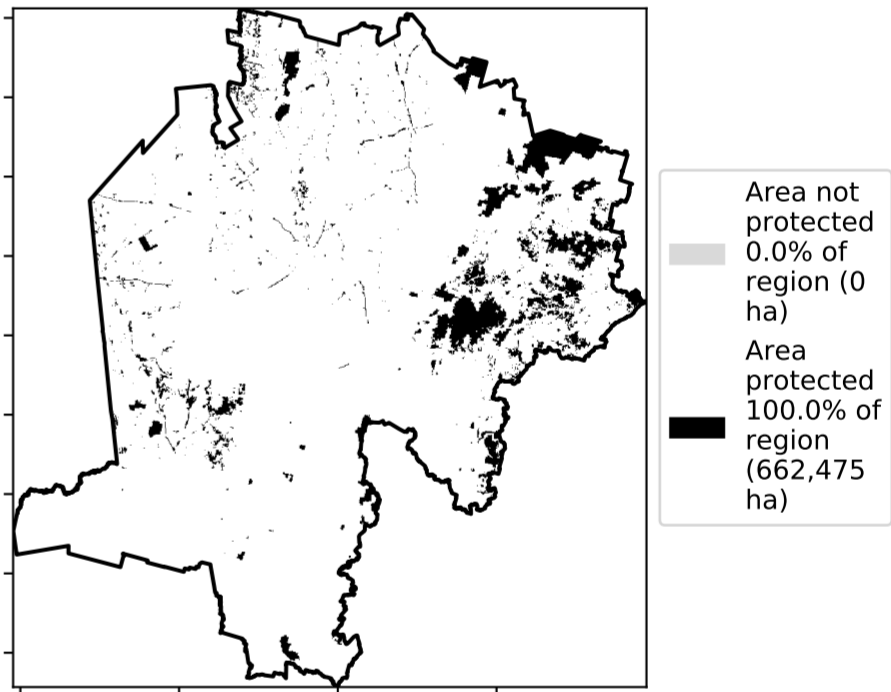 Area not
protected
0.0% of
region (0
ha)
Area
protected
100.0% of
region
(662,475
ha)